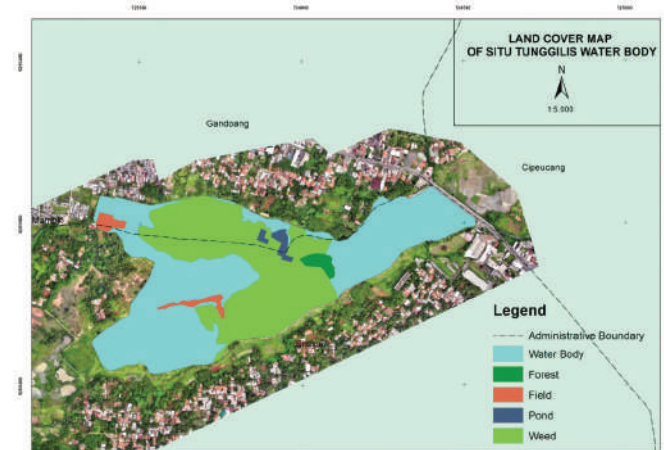 LAND COVER MAP
OF SITU TUNGGILIS WATER BODY
N
1:5.000
Gandoang
Cipeucang
Legend
Administrative Boundary
Water Body
Forest
Field
Pond
Weed